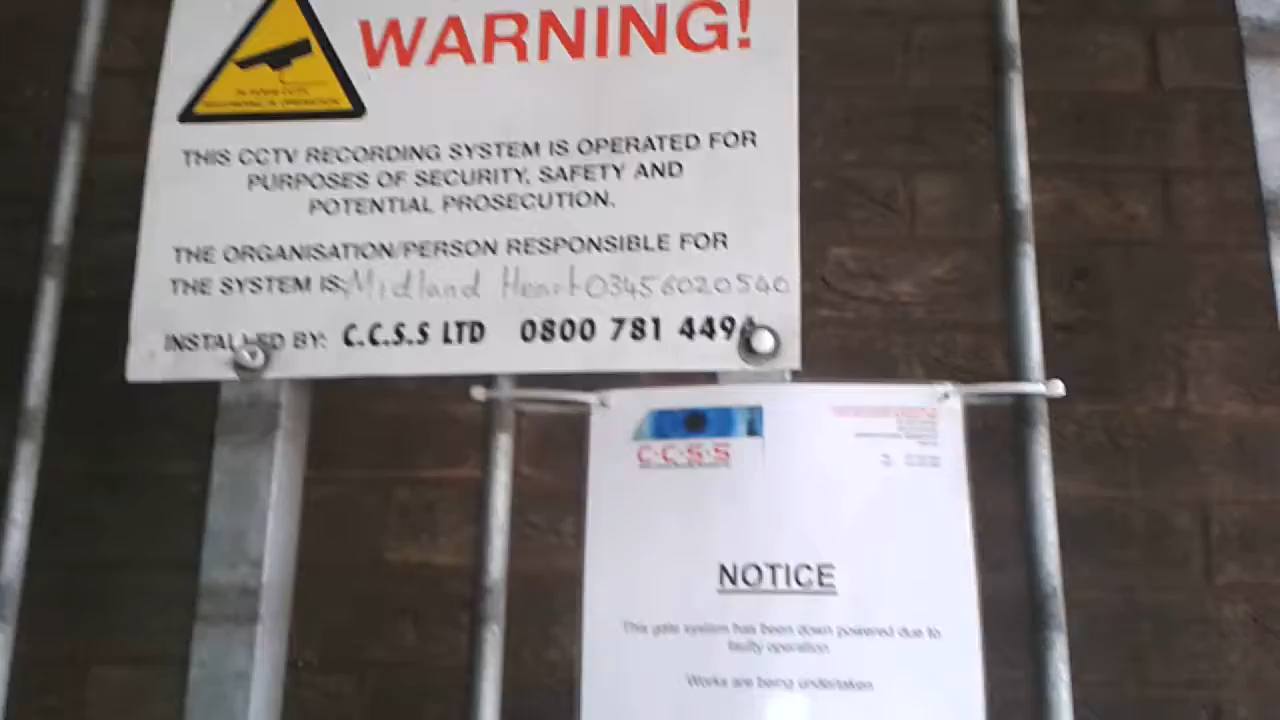 WARNING!
THIS CCTV RECORDING SYSTEM IS OPERATED FOR
PURPOSES OF SECURITY, SAFETY AND
POTENTIAL PROSECUTION.
THE ORGANISATION/PERSON RESPONSIBLE FOR
THE SYSTEM IS: Midland Heart 03456020540
INSTALLED BY: C.C.S.S LTD 0800 781 449
C·C·S·S
NOTICE
This gate system has been down powered due to
faulty operation.
Works are being undertaken.